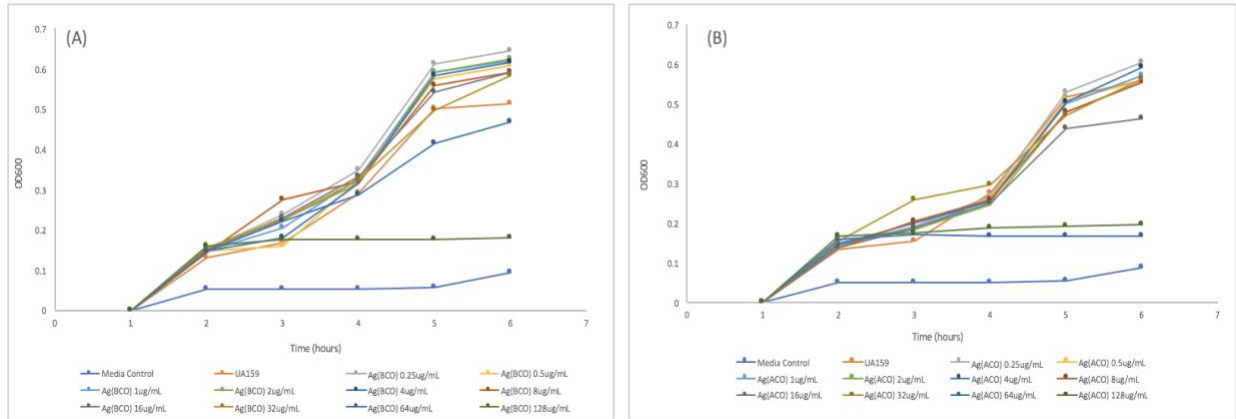 (A)
0.7
0.6
0.5
0.4
0.3
0.2
0.1
0
OD600
0 1 2 3 4 5 6 7
Time (hours)
Media Control UA159 Ag(BCO) 0.25ug/mL Ag(BCO) 0.5ug/mL
Ag(BCO) 1ug/mL Ag(BCO) 2ug/mL Ag(BCO) 4ug/mL Ag(BCO) 8ug/mL
Ag(BCO) 16ug/mL Ag(BCO) 32ug/mL Ag(BCO) 64ug/mL Ag(BCO) 128ug/mL
(B)
0.7
0.6
0.5
0.4
0.3
0.2
0.1
0
OD600
0 1 2 3 4 5 6 7
Time (hours)
Media Control UA159 Ag(ACO) 0.25ug/mL Ag(ACO) 0.5ug/mL
Ag(ACO) 1ug/mL Ag(ACO) 2ug/mL Ag(ACO) 4ug/mL Ag(ACO) 8ug/mL
Ag(ACO) 16ug/mL Ag(ACO) 32ug/mL Ag(ACO) 64ug/mL Ag(ACO) 128ug/mL